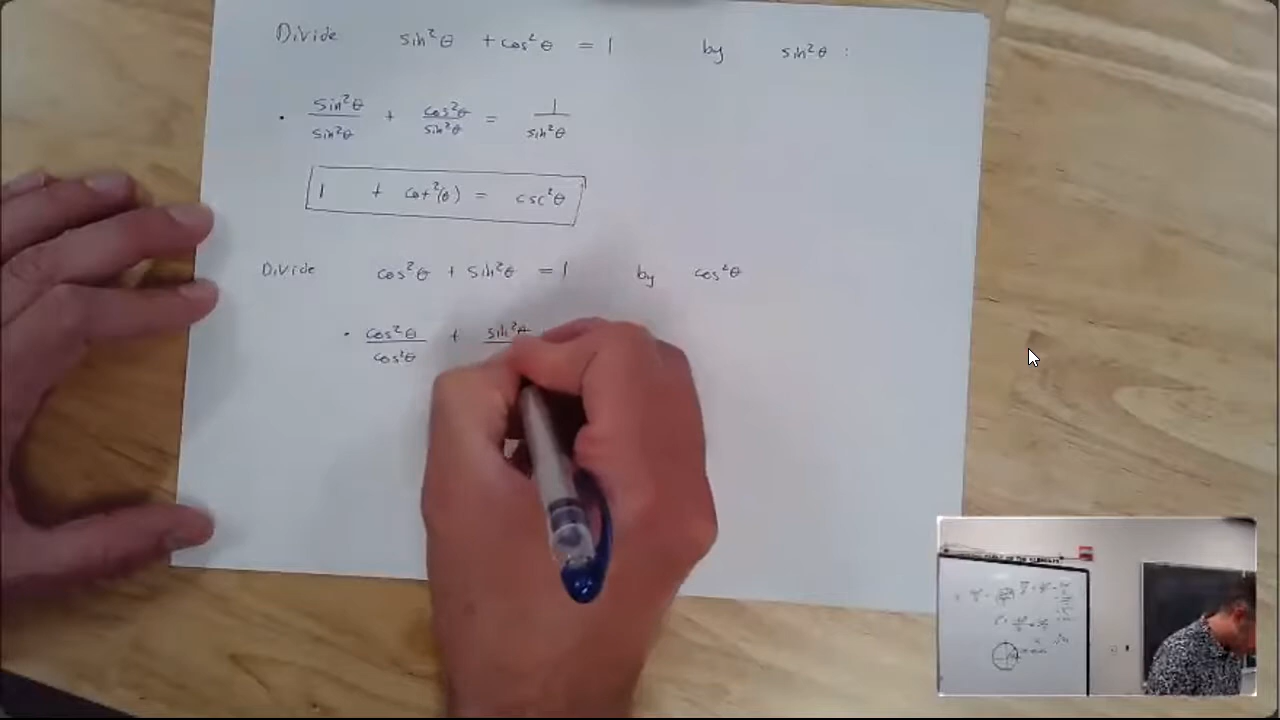 Divide sin²θ + cos²θ = 1 by sin²θ :
• sin²θ/sin²θ + cos²θ/sin²θ = 1/sin²θ
1 + cot²(θ) = csc²θ
Divide cos²θ + sin²θ = 1 by cos²θ
• cos²θ/cos²θ + sin²θ